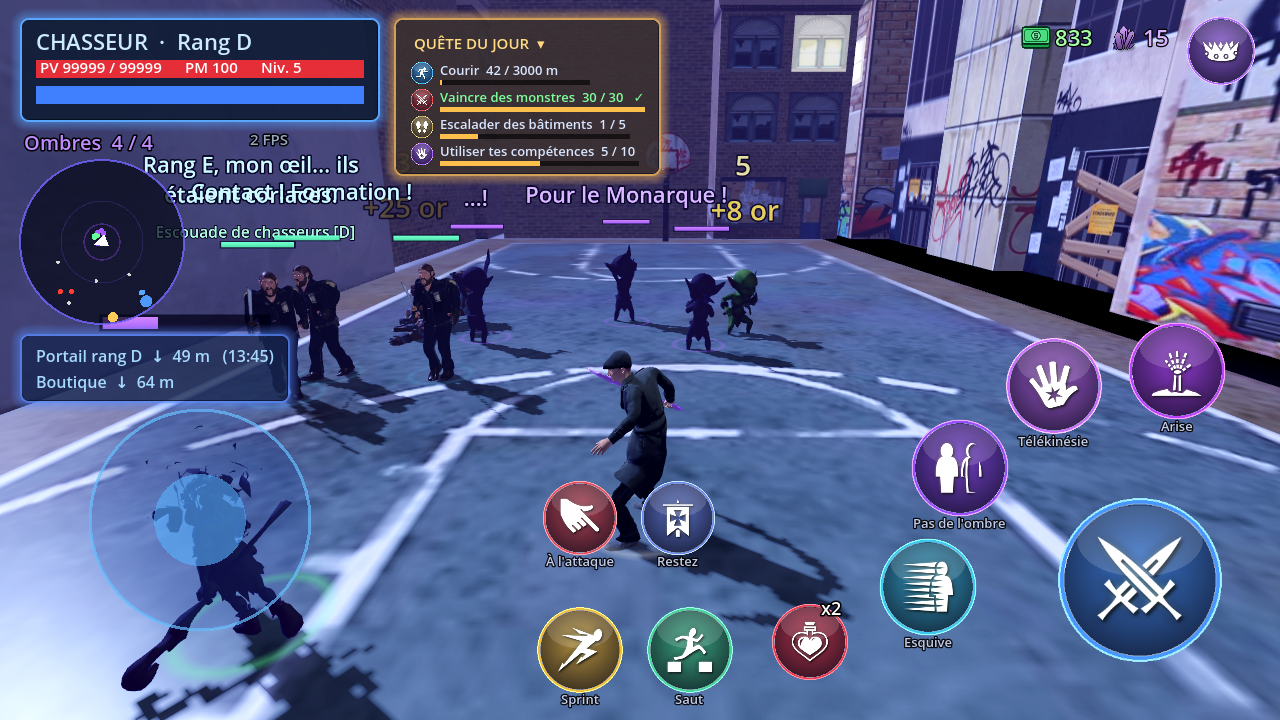 CHASSEUR · Rang D
PV 99999 / 99999 PM 100 Niv. 5
QUÊTE DU JOUR ▼
Courir 42 / 3000 m
Vaincre des monstres 30 / 30 ✓
Escalader des bâtiments 1 / 5
Utiliser tes compétences 5 / 10
833
15
Ombres 4 / 4
2 FPS
Rang E, mon œil... ils
étaient coriaces.
Contact ! Formation !
+25 or
...!
Pour le Monarque !
5
+8 or
Escouade de chasseurs [D]
Portail rang D ↓ 49 m (13:45)
Boutique ↓ 64 m
Télékinésie
Arise
Pas de l'ombre
À l'attaque
Restez
x2
Esquive
Sprint
Saut